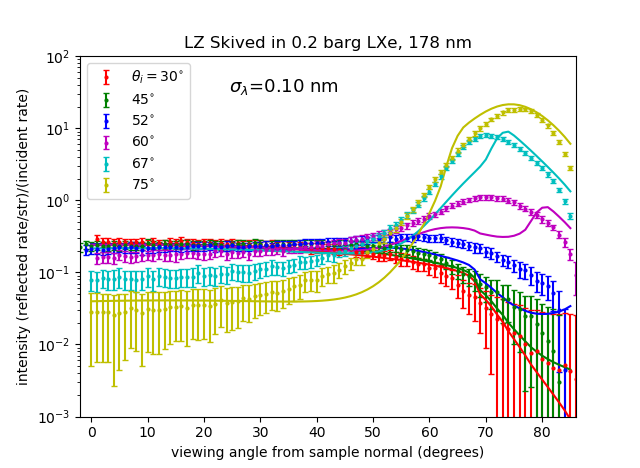 LZ Skived in 0.2 barg LXe, 178 nm
σλ=0.10 nm
θi = 30°
45°
52°
60°
67°
75°
intensity (reflected rate/str)/(incident rate)
10²
10¹
10⁰
10⁻¹
10⁻²
10⁻³
0 10 20 30 40 50 60 70 80
viewing angle from sample normal (degrees)